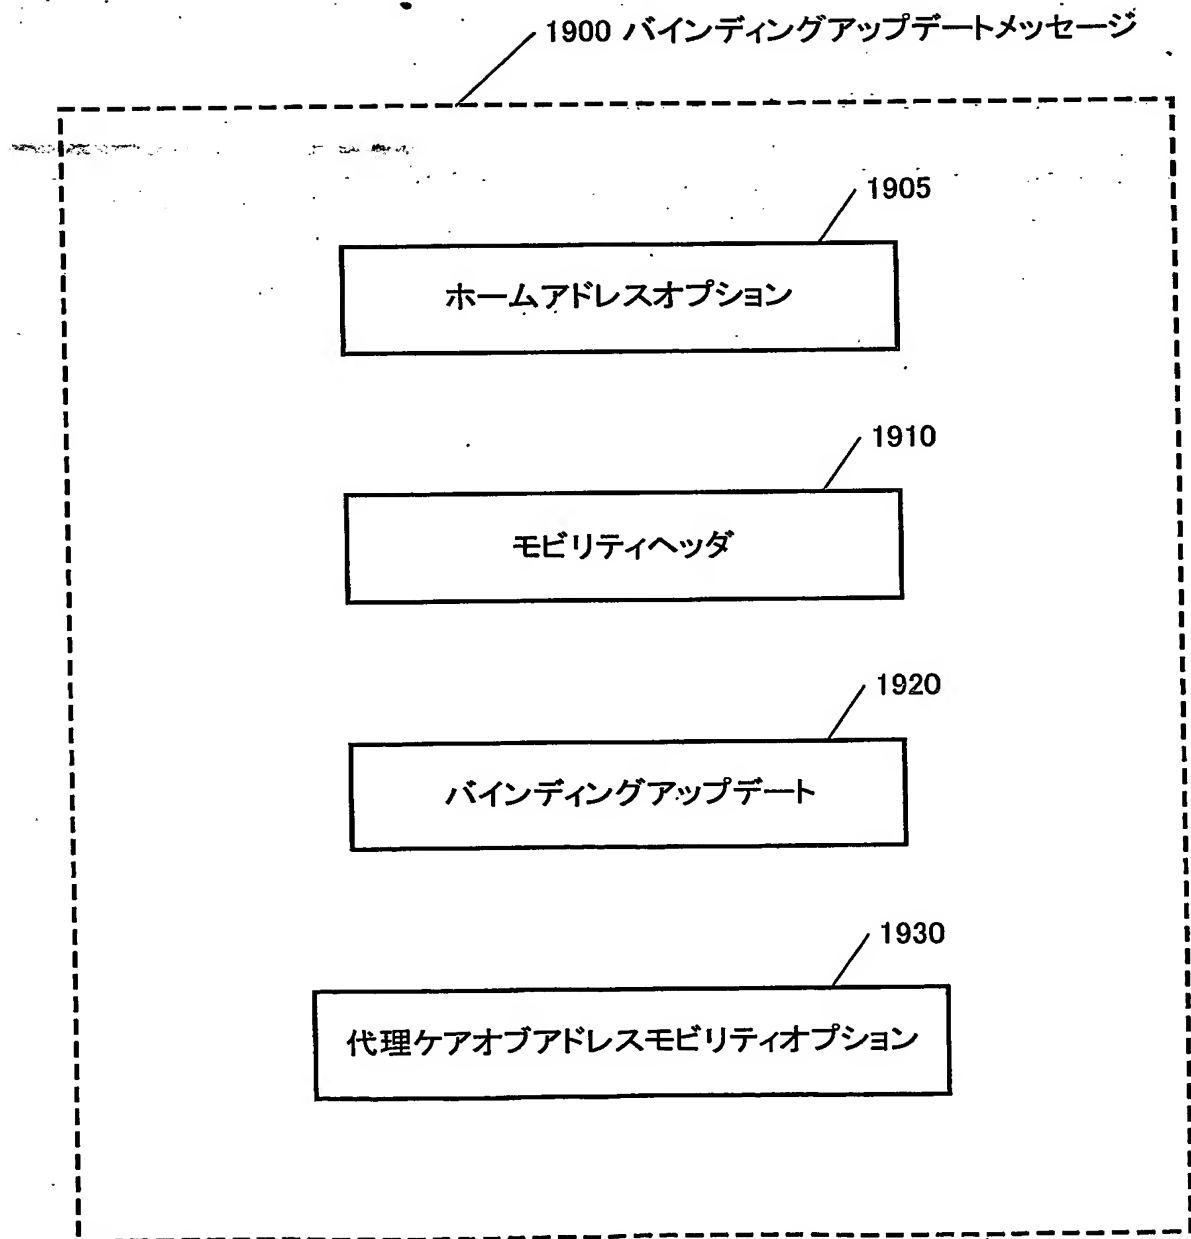 1900 バインディングアップデートメッセージ
1905
ホームアドレスオプション
1910
モビリティヘッダ
1920
バインディングアップデート
1930
代理ケアオブアドレスモビリティオプション